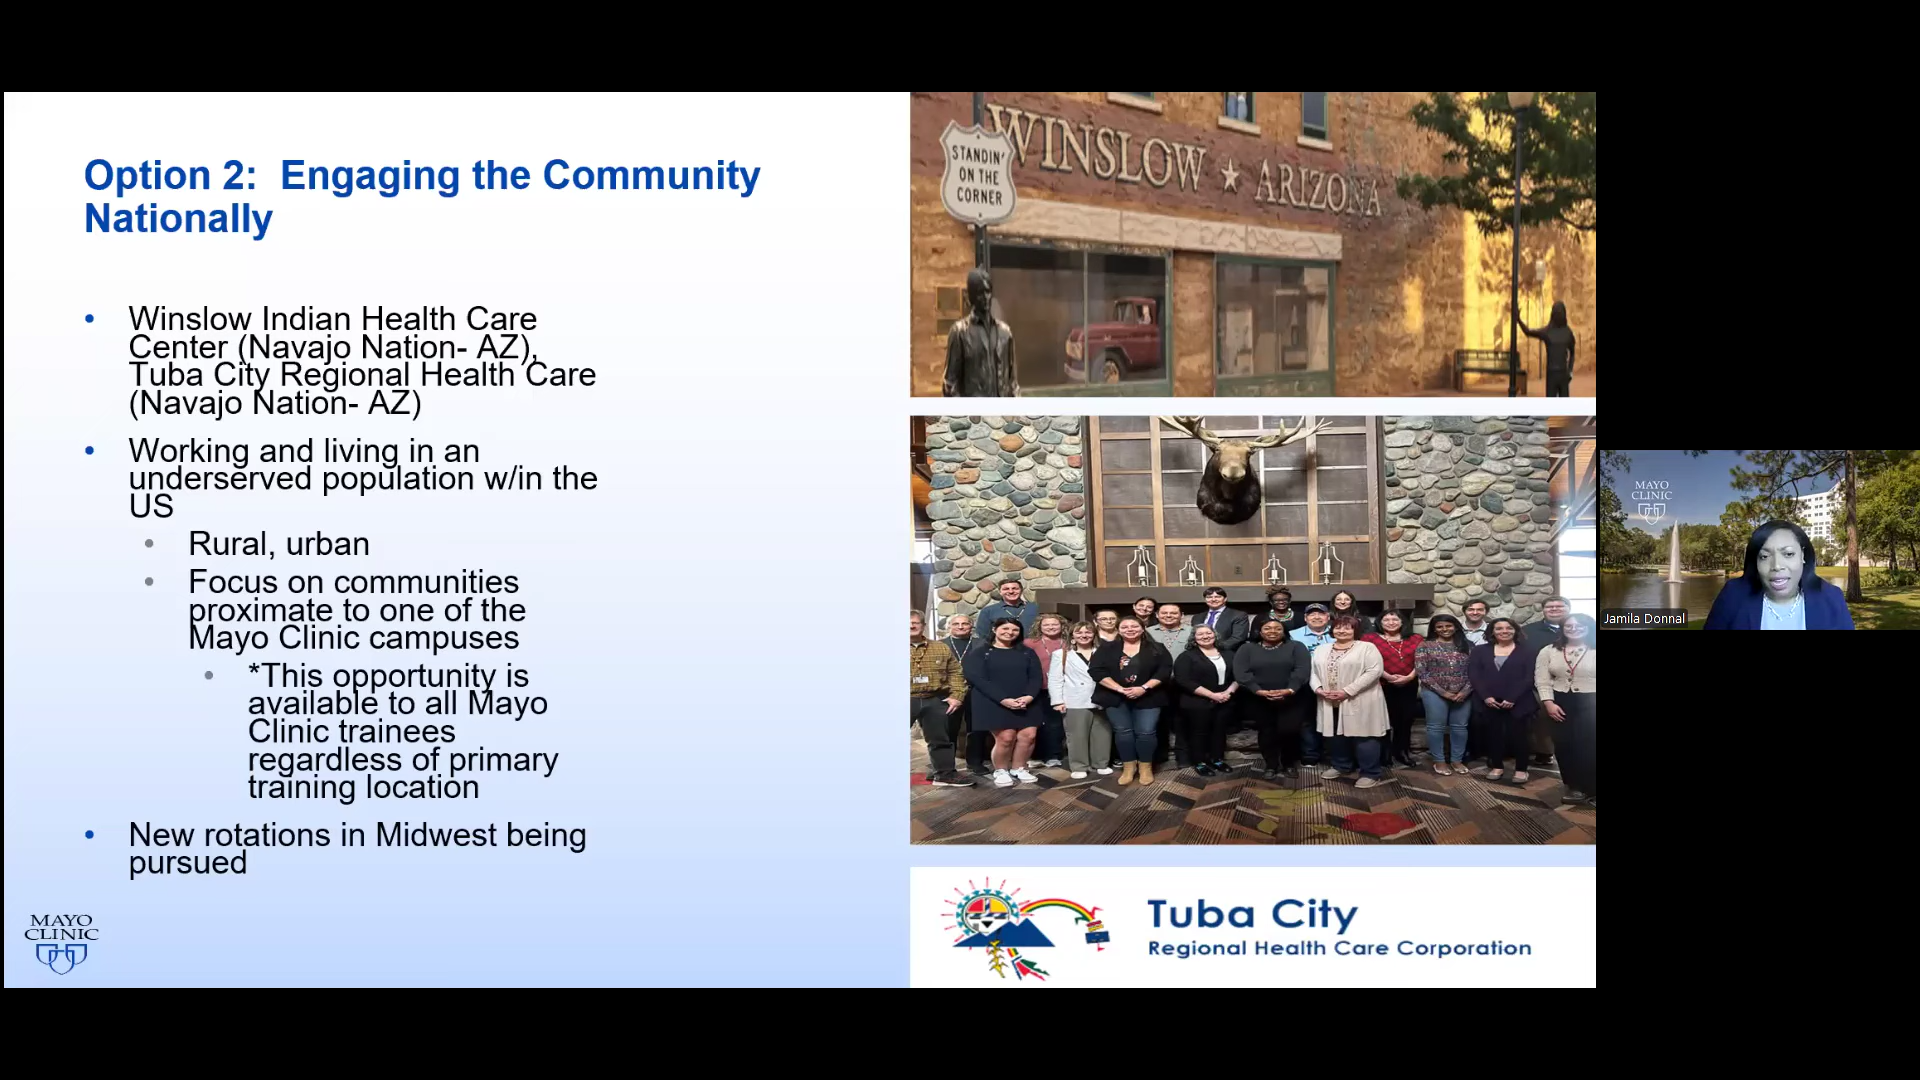 Option 2:  Engaging the Community
Nationally
Winslow Indian Health Care
Center (Navajo Nation- AZ),
Tuba City Regional Health Care
(Navajo Nation- AZ)
Working and living in an
underserved population w/in the
US
Rural, urban
Focus on communities
proximate to one of the
Mayo Clinic campuses
*This opportunity is
available to all Mayo
Clinic trainees
regardless of primary
training location
New rotations in Midwest being
pursued
MAYO
CLINIC
WINSLOW ARIZONA
STANDIN'
ON THE
CORNER
Tuba City
Regional Health Care Corporation
MAYO
CLINIC
Jamila Donnal